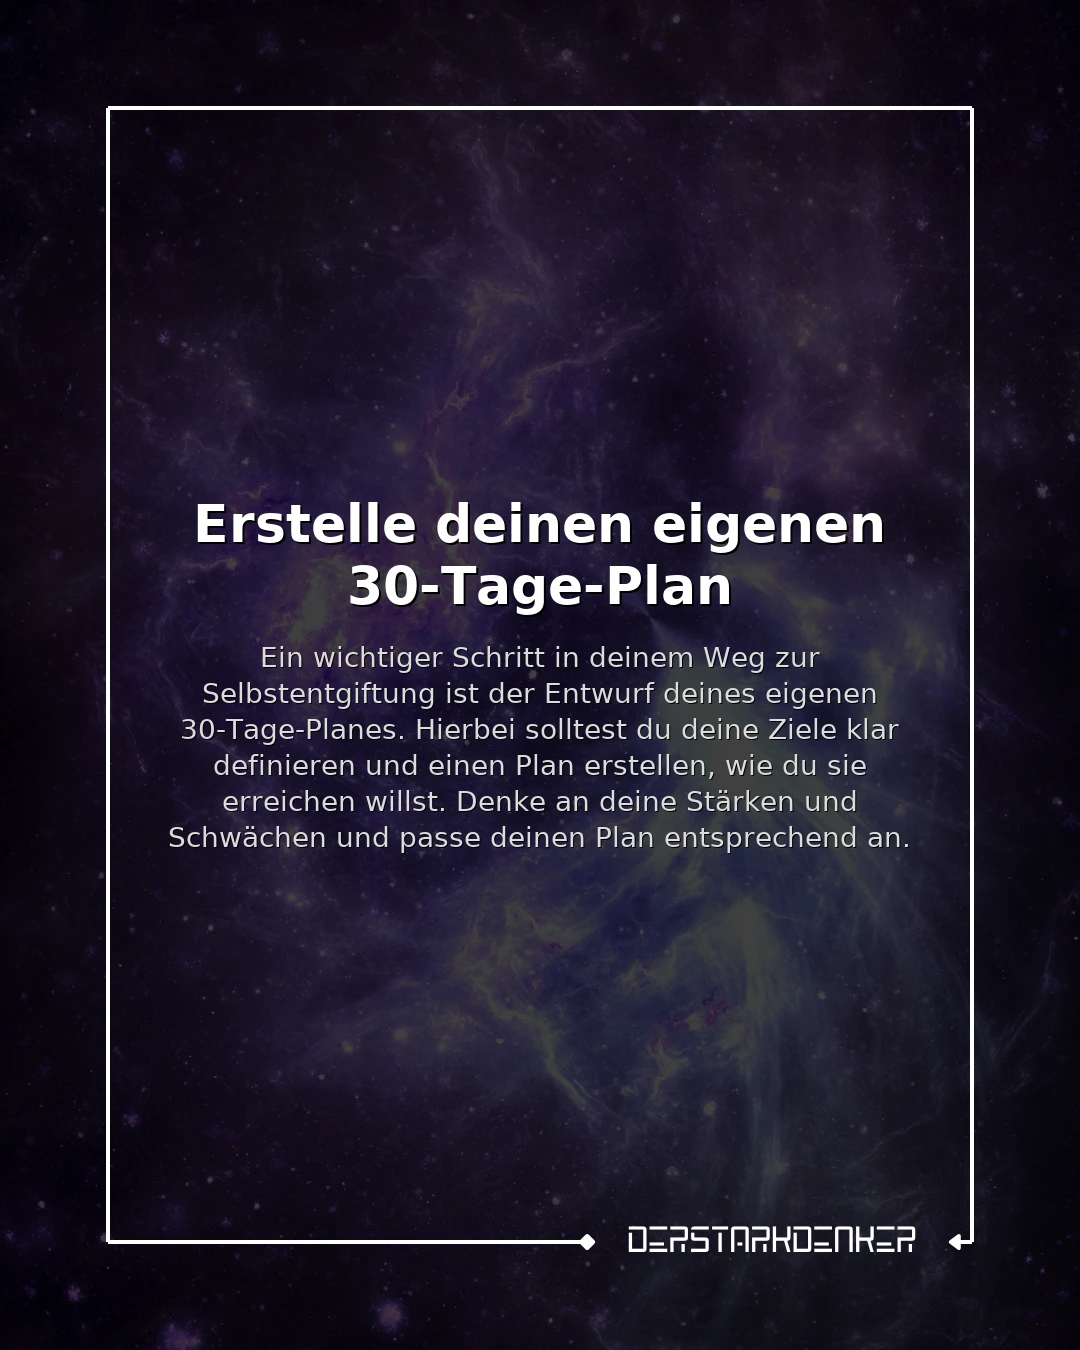 Erstelle deinen eigenen
30-Tage-Plan
Ein wichtiger Schritt in deinem Weg zur
Selbstentgiftung ist der Entwurf deines eigenen
30-Tage-Planes. Hierbei solltest du deine Ziele klar
definieren und einen Plan erstellen, wie du sie
erreichen willst. Denke an deine Stärken und
Schwächen und passe deinen Plan entsprechend an.
DERSTARKDENKER